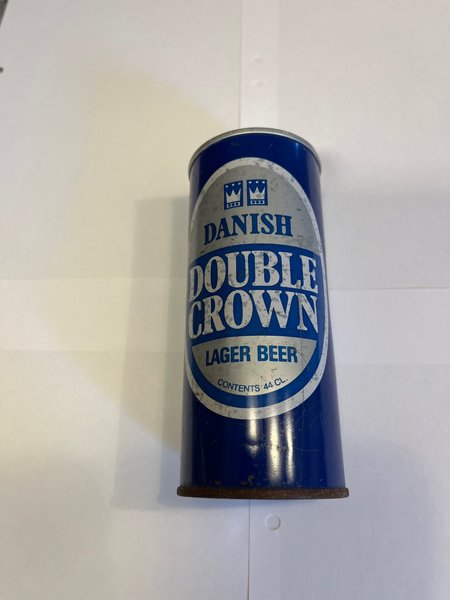 DANISH
DOUBLE
CROWN
LAGER BEER
CONTENTS 44 CL.